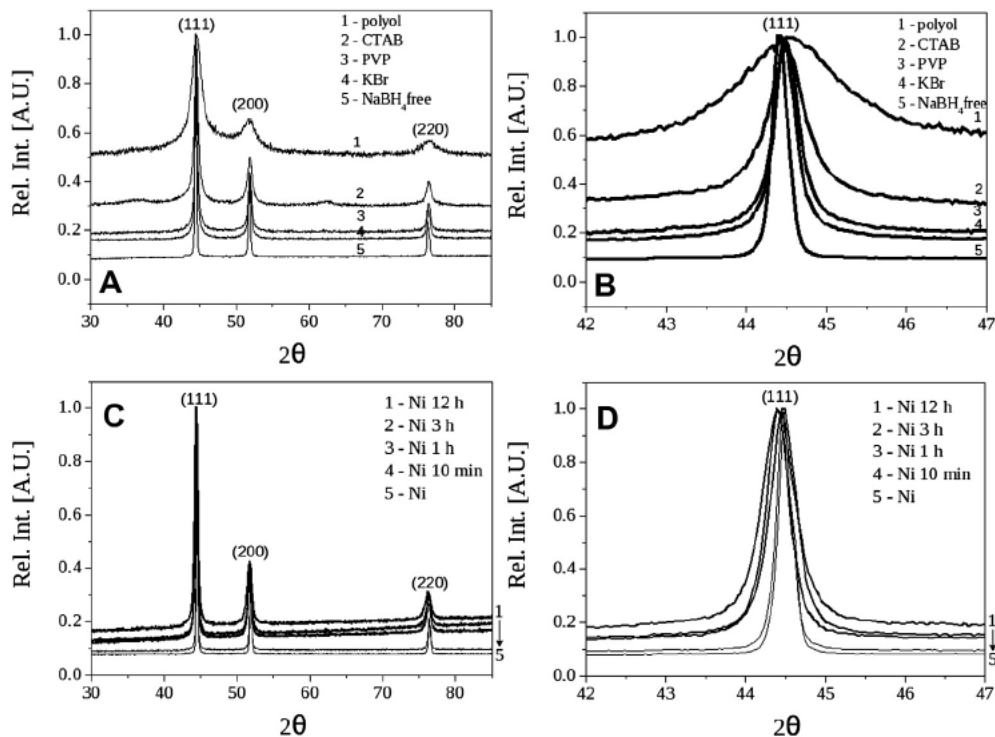 (111)
1 - polyol
2 - CTAB
3 - PVP
4 - KBr
5 - NaBH₄free
(200)
(220)
1
2
3
4
5
1.0
0.8
0.6
0.4
0.2
0.0
Rel. Int. [A.U.]
A
30 40 50 60 70 80
2θ
(111)
1 - polyol
2 - CTAB
3 - PVP
4 - KBr
5 - NaBH₄free
1
2
3
4
5
1.0
0.8
0.6
0.4
0.2
0.0
Rel. Int. [A.U.]
B
42 43 44 45 46 47
2θ
C
(111)
1 - Ni 12 h
2 - Ni 3 h
3 - Ni 1 h
4 - Ni 10 min
5 - Ni
(200)
(220)
1
5
1.0
0.8
0.6
0.4
0.2
0.0
Rel. Int. [A.U.]
30 40 50 60 70 80
2θ
D
(111)
1 - Ni 12 h
2 - Ni 3 h
3 - Ni 1 h
4 - Ni 10 min
5 - Ni
1
5
1.0
0.8
0.6
0.4
0.2
0.0
Rel. Int. [A.U.]
42 43 44 45 46 47
2θ